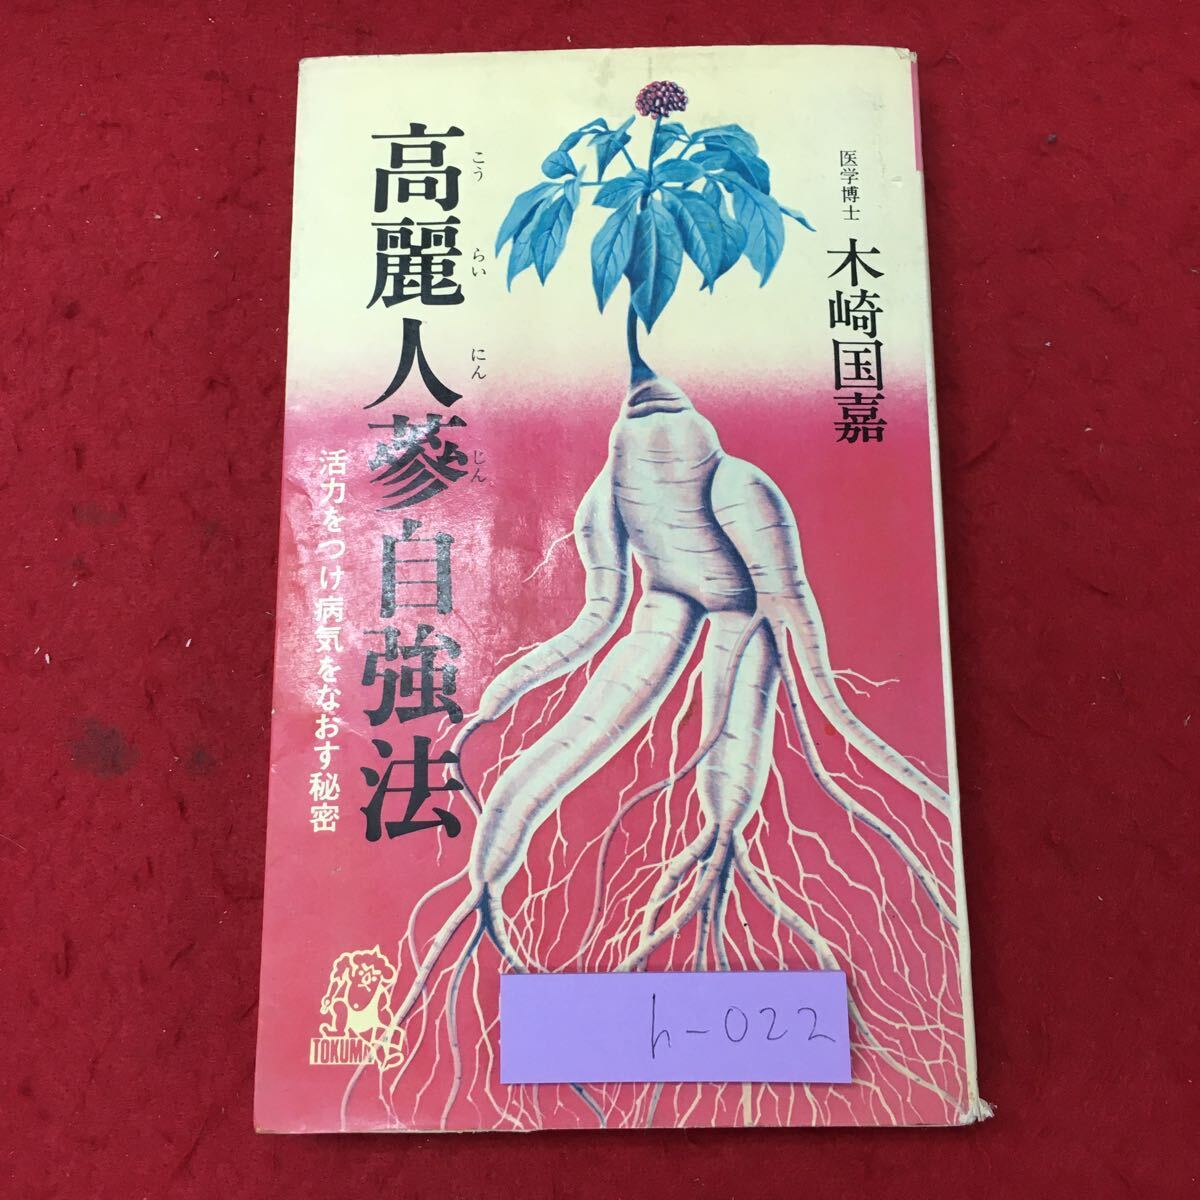 医学博士 木崎国嘉
高麗人蔘自強法
こうらいにんじん
活力をつけ病気をなおす秘密
TOKUMA
h-022